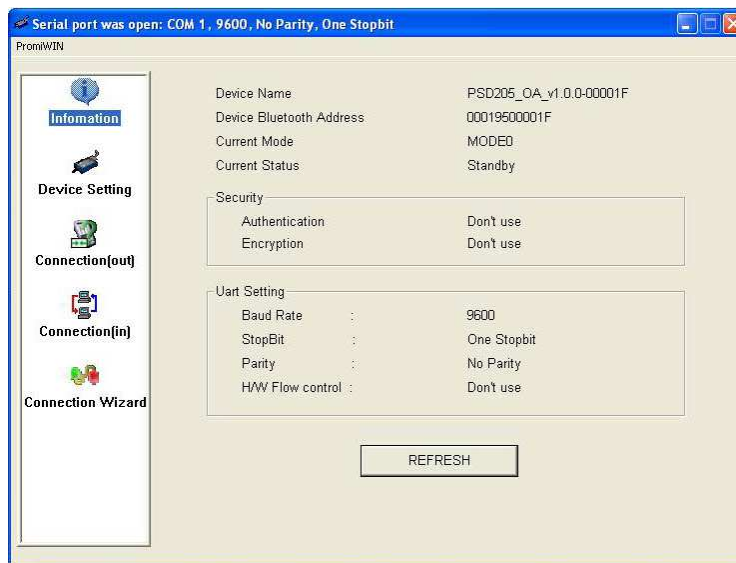 Serial port was open: COM 1, 9600, No Parity, One Stopbit
PromiWIN
Infomation
Device Setting
Connection(out)
Connection(in)
Connection Wizard
Device Name PSD205_OA_v1.0.0-00001F
Device Bluetooth Address 00019500001F
Current Mode MODE0
Current Status Standby
Security
Authentication Don't use
Encryption Don't use
Uart Setting
Baud Rate : 9600
StopBit : One Stopbit
Parity : No Parity
H/W Flow control : Don't use
REFRESH